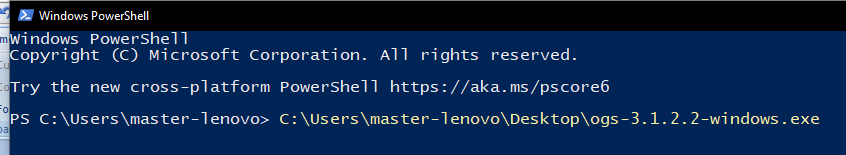 Windows PowerShell
Windows PowerShell
Copyright (C) Microsoft Corporation. All rights reserved.
Try the new cross-platform PowerShell https://aka.ms/pscore6
PS C:\Users\master-lenovo> C:\Users\master-lenovo\Desktop\ogs-3.1.2.2-windows.exe